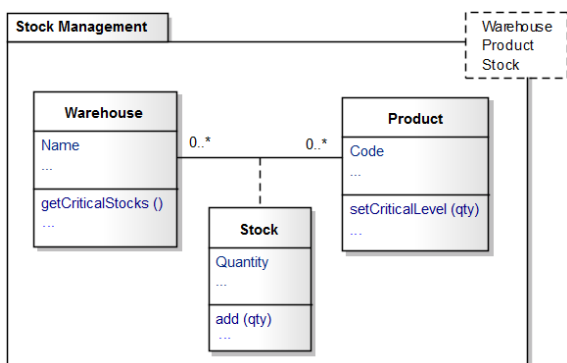 Stock Management
Warehouse
Product
Stock
Warehouse
Name
...
getCriticalStocks ()
...
0..*
0..*
Product
Code
...
setCriticalLevel (qty)
...
Stock
Quantity
...
add (qty)
...